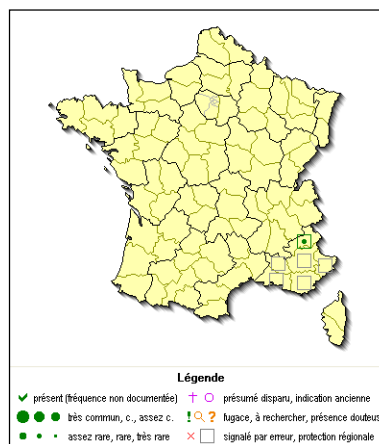 Légende
présent (fréquence non documentée)
présumé disparu, indication ancienne
très commun, c., assez c.
fugace, à rechercher, présence douteus
assez rare, rare, très rare
signalé par erreur, protection régionale